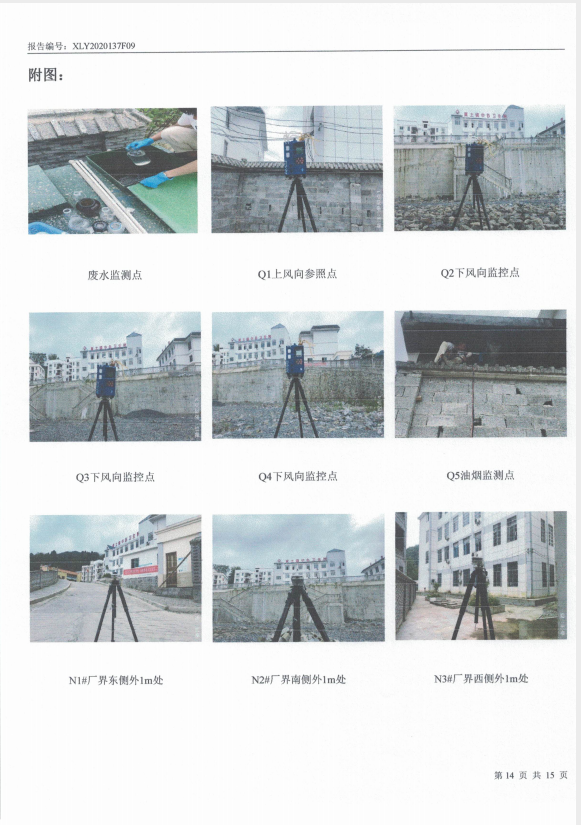 报告编号：XLY2020137F09
附图：
废水监测点
Q1上风向参照点
Q2下风向监控点
Q3下风向监控点
Q4下风向监控点
Q5油烟监测点
N1#厂界东侧外1m处
N2#厂界南侧外1m处
N3#厂界西侧外1m处
第 14 页 共 15 页